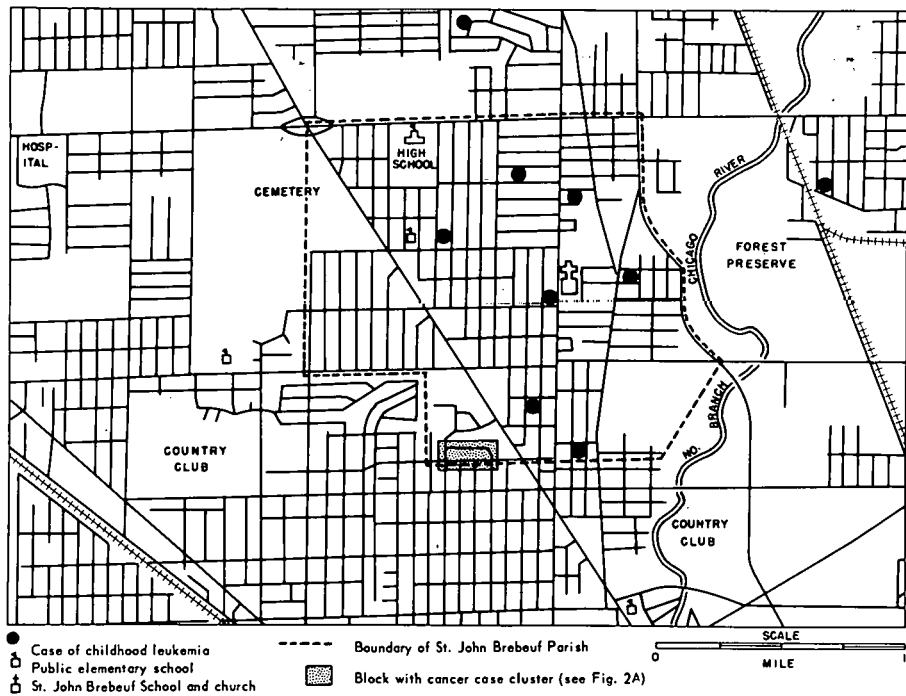 HOSP-
ITAL
CEMETERY
HIGH
SCHOOL
RIVER
CHICAGO
FOREST
PRESERVE
BRANCH
NO.
COUNTRY
CLUB
COUNTRY
CLUB
Case of childhood leukemia
Public elementary school
St. John Brebeuf School and church
Boundary of St. John Brebeuf Parish
Block with cancer case cluster (see Fig. 2A)
SCALE
0 1
MILE